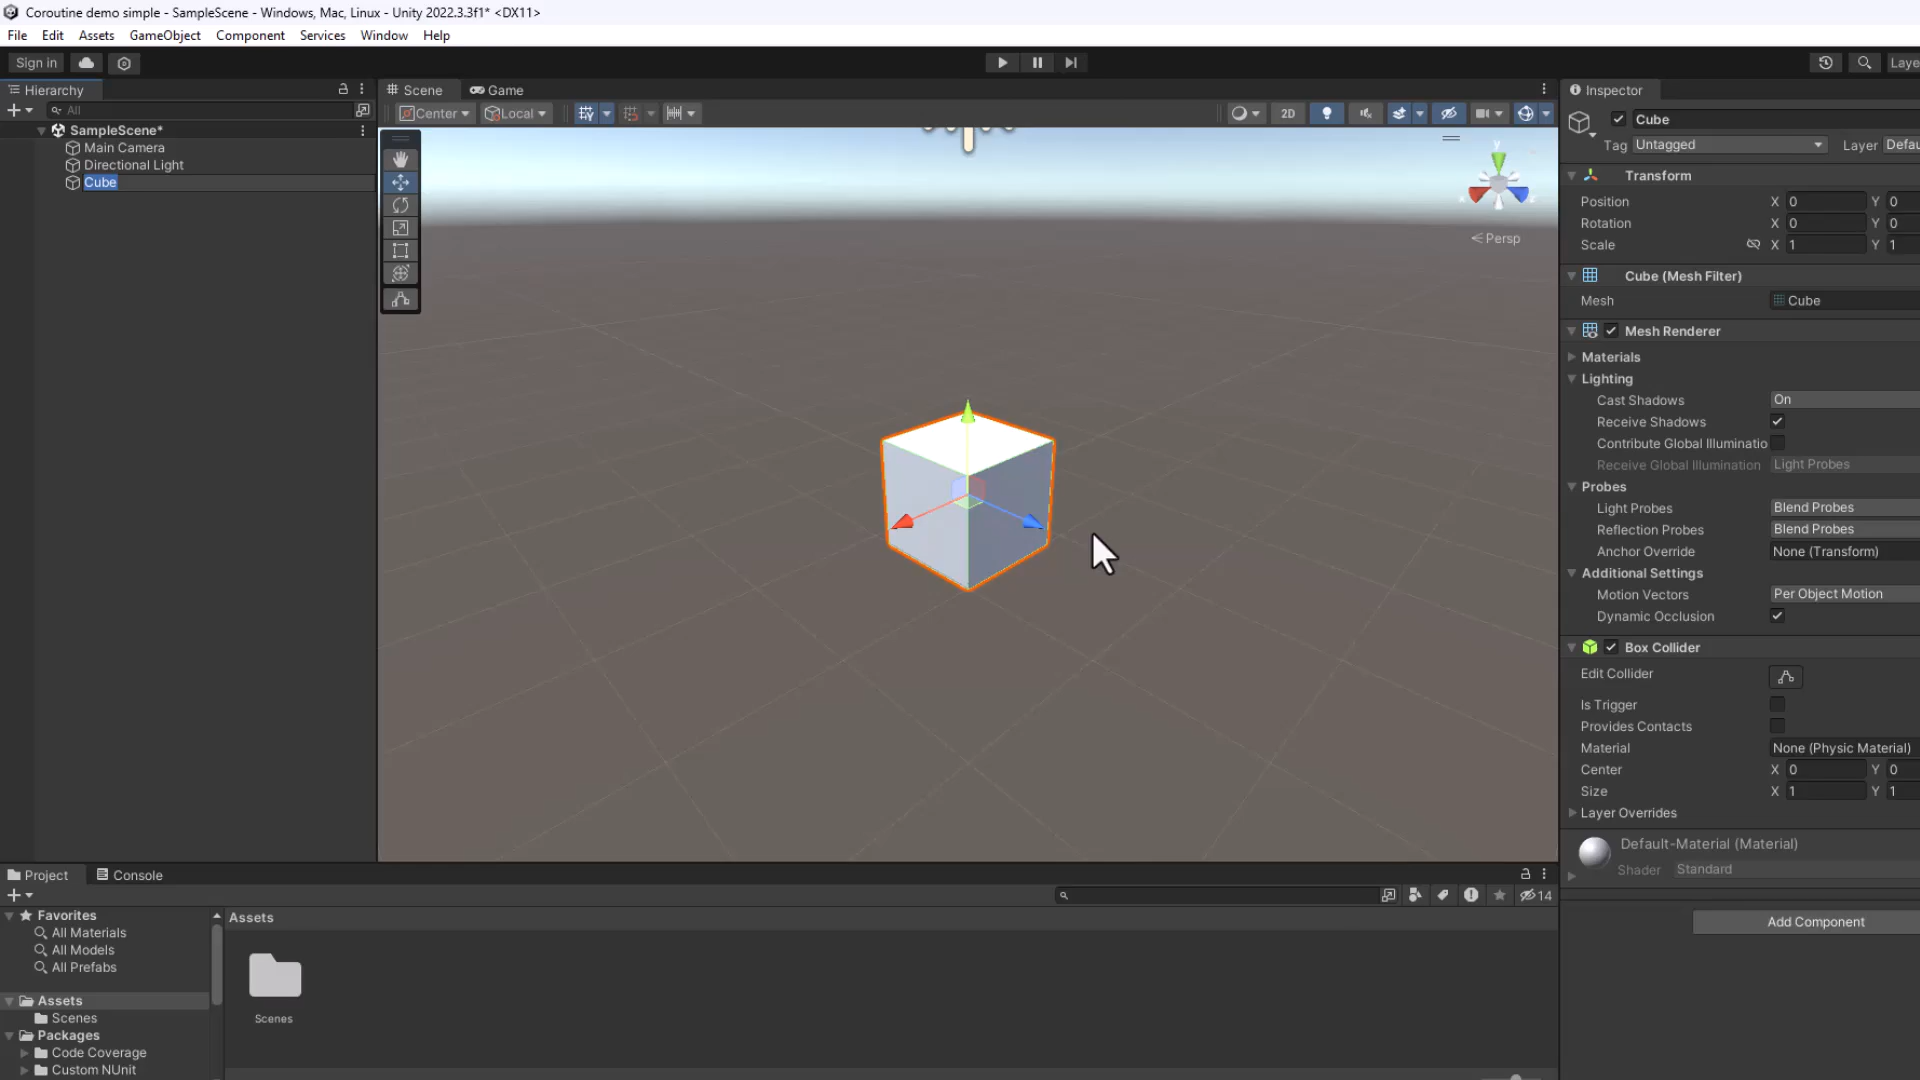 Coroutine demo simple - SampleScene - Windows, Mac, Linux - Unity 2022.3.3f1* <DX11>
File Edit Assets GameObject Component Services Window Help
Sign in
Laye
Hierarchy
All
SampleScene*
Main Camera
Directional Light
Cube
Scene Game
Center Local 2D
y
x z
Persp
Inspector
Cube
Tag Untagged Layer Defau
Transform
Position X 0 Y 0
Rotation X 0 Y 0
Scale X 1 Y 1
Cube (Mesh Filter)
Mesh Cube
Mesh Renderer
Materials
Lighting
Cast Shadows On
Receive Shadows
Contribute Global Illuminatio
Receive Global Illumination Light Probes
Probes
Light Probes Blend Probes
Reflection Probes Blend Probes
Anchor Override None (Transform)
Additional Settings
Motion Vectors Per Object Motion
Dynamic Occlusion
Box Collider
Edit Collider
Is Trigger
Provides Contacts
Material None (Physic Material)
Center X 0 Y 0
Size X 1 Y 1
Layer Overrides
Default-Material (Material)
Shader Standard
Add Component
Project Console
14
Favorites
All Materials
All Models
All Prefabs
Assets
Scenes
Packages
Code Coverage
Custom NUnit
Assets
Scenes